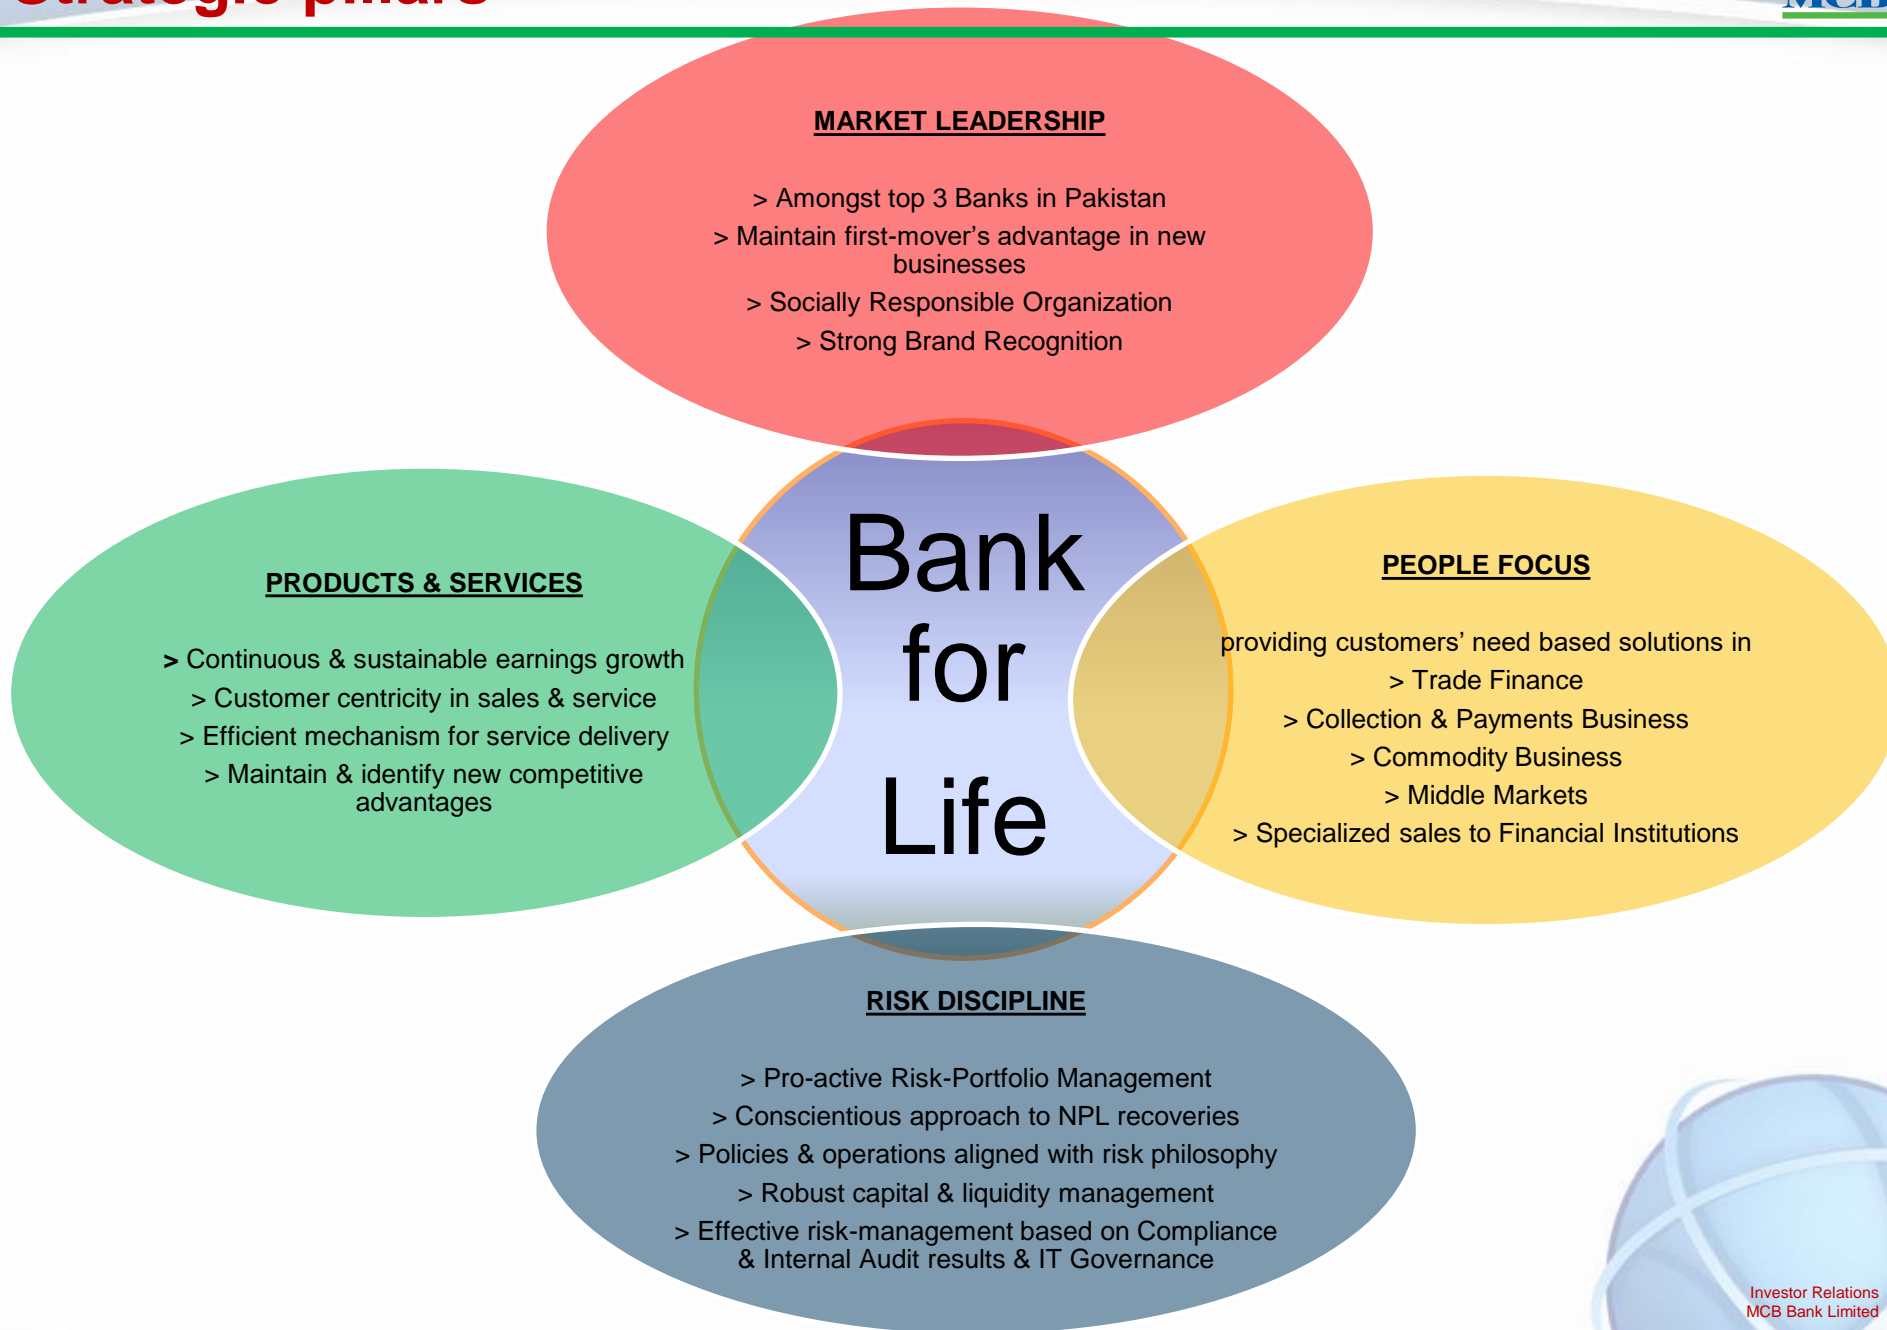 Strategic pillars
MCB
MARKET LEADERSHIP
> Amongst top 3 Banks in Pakistan
> Maintain first-mover’s advantage in new
businesses
> Socially Responsible Organization
> Strong Brand Recognition
Bank
for
Life
PRODUCTS & SERVICES
> Continuous & sustainable earnings growth
> Customer centricity in sales & service
> Efficient mechanism for service delivery
> Maintain & identify new competitive
advantages
PEOPLE FOCUS
providing customers’ need based solutions in
> Trade Finance
> Collection & Payments Business
> Commodity Business
> Middle Markets
> Specialized sales to Financial Institutions
RISK DISCIPLINE
> Pro-active Risk-Portfolio Management
> Conscientious approach to NPL recoveries
> Policies & operations aligned with risk philosophy
> Robust capital & liquidity management
> Effective risk-management based on Compliance
& Internal Audit results & IT Governance
Investor Relations
MCB Bank Limited